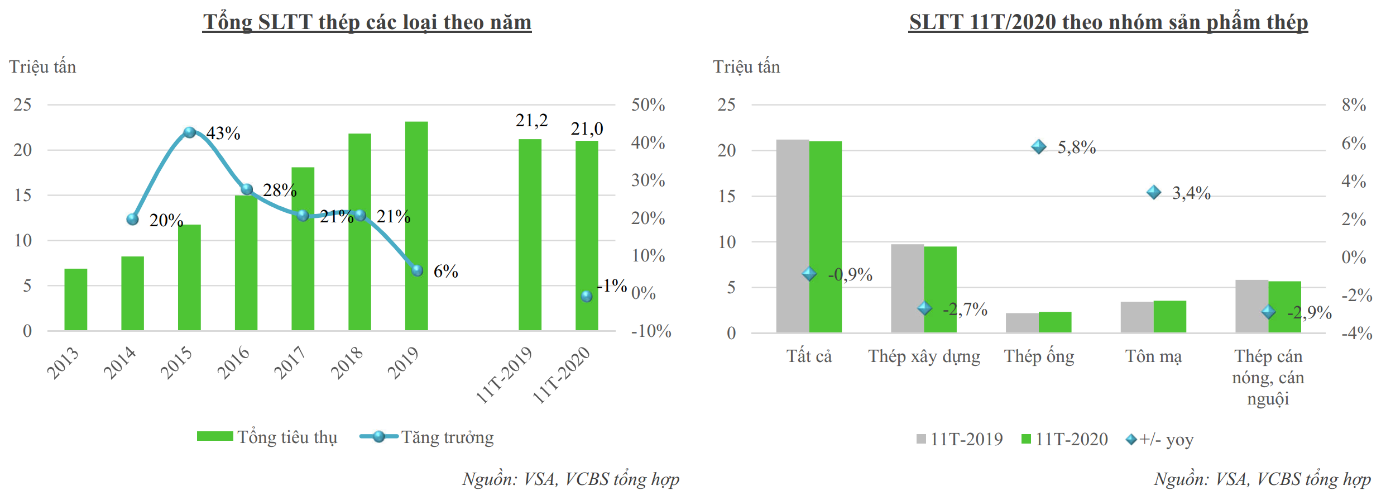 Tổng SLTT thép các loại theo năm
Triệu tấn
25
20
15
10
5
0
50%
40%
30%
20%
10%
0%
-10%
20%
43%
28%
21%
21%
6%
21,2
21,0
-1%
2013
2014
2015
2016
2017
2018
2019
11T-2019
11T-2020
Tổng tiêu thụ
Tăng trưởng
Nguồn: VSA, VCBS tổng hợp
SLTT 11T/2020 theo nhóm sản phẩm thép
Triệu tấn
25
20
15
10
5
0
8%
6%
4%
2%
0%
-2%
-4%
-0,9%
-2,7%
5,8%
3,4%
-2,9%
Tất cả
Thép xây dựng
Thép ống
Tôn mạ
Thép cán
nóng, cán
nguội
11T-2019
11T-2020
+/- yoy
Nguồn: VSA, VCBS tổng hợp